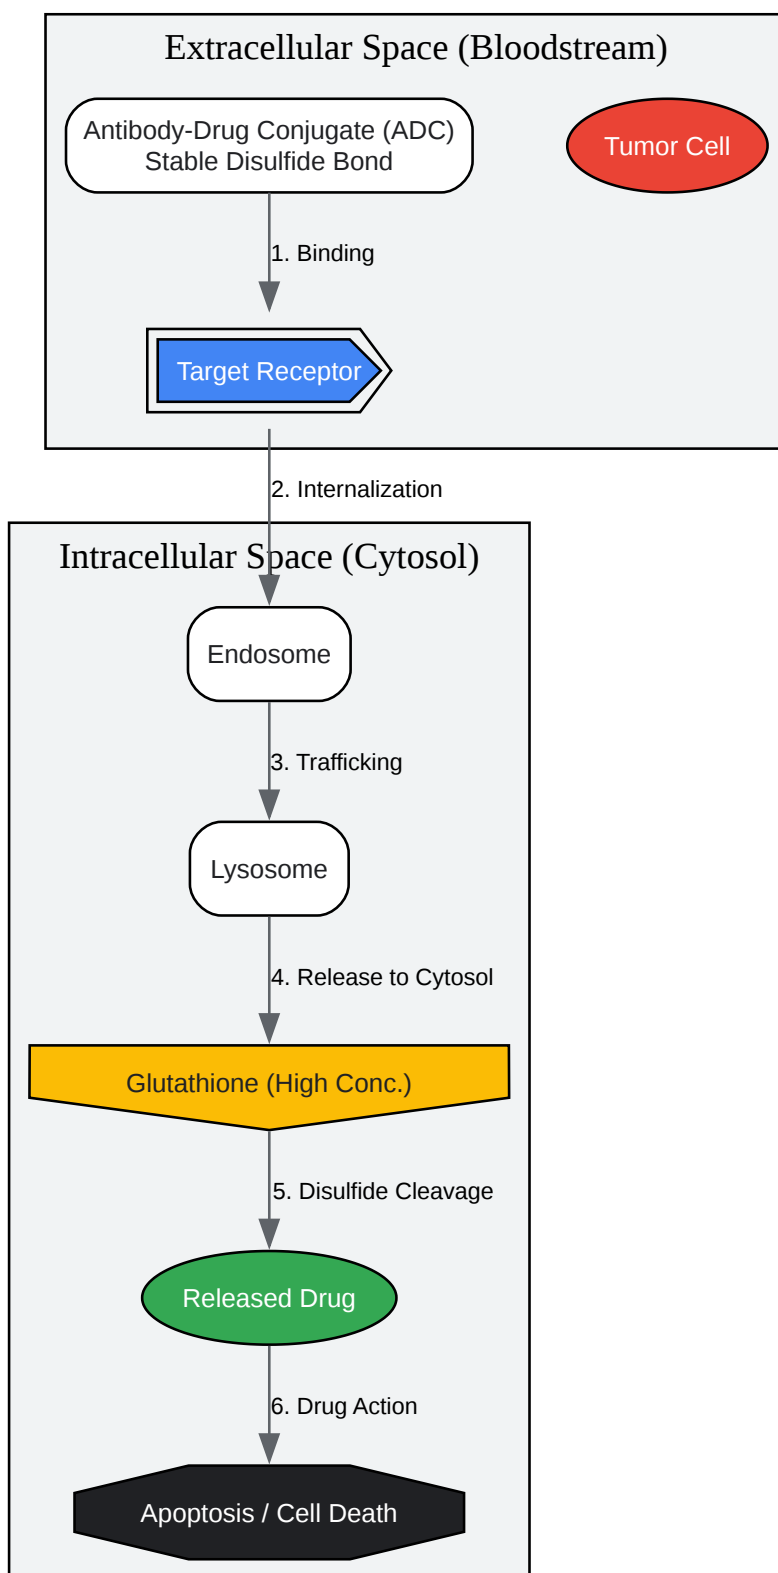 Extracellular Space (Bloodstream)
Antibody-Drug Conjugate (ADC)
Stable Disulfide Bond
Tumor Cell
1. Binding
Target Receptor
2. Internalization
Intracellular Space (Cytosol)
Endosome
3. Trafficking
Lysosome
4. Release to Cytosol
Glutathione (High Conc.)
5. Disulfide Cleavage
Released Drug
6. Drug Action
Apoptosis / Cell Death